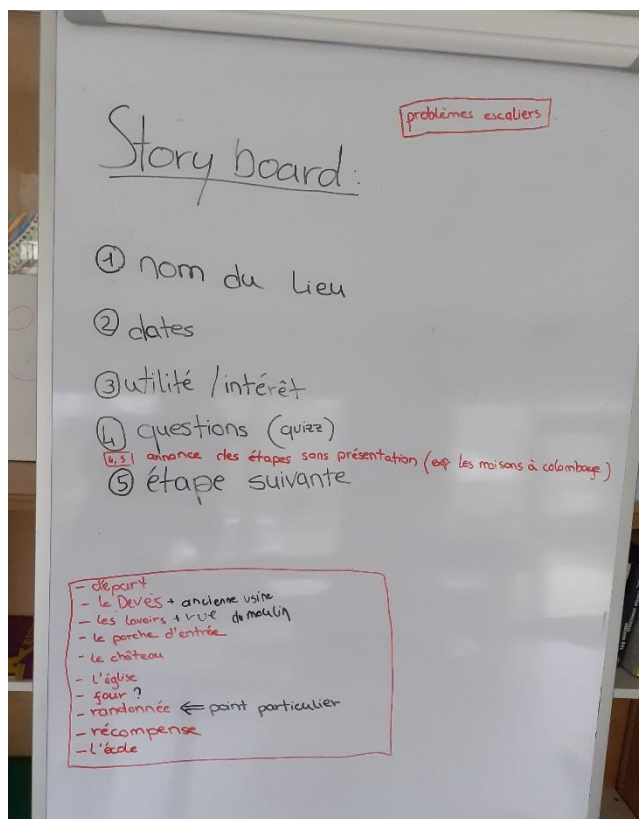 problèmes escaliers
Story board :
① nom du lieu
② dates
③ utilité / intérêt
④ questions (quizz)
4,5 annonce des étapes sans présentation (exp les maisons à colombage)
⑤ étape suivante
- départ
- le Devès + ancienne usine
- les lavoirs + rue du moulin
- le porche d'entrée
- le château
- l'église
- four ?
- randonnée ⇐ point particulier
- récompense
- l'école